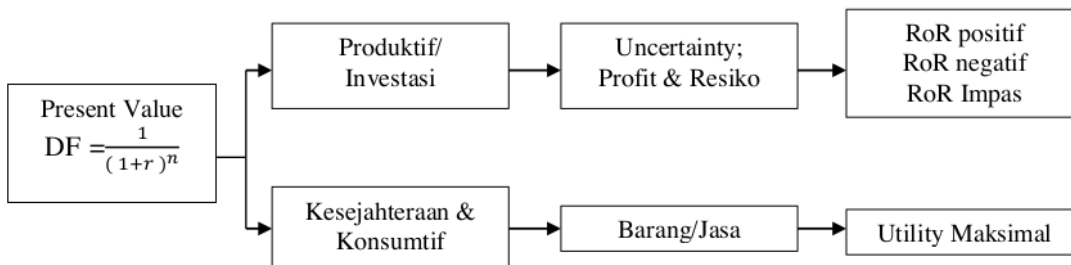 Present Value
DF = 1 / ( 1+r )^n
Produktif/
Investasi
Uncertainty;
Profit & Resiko
RoR positif
RoR negatif
RoR Impas
Kesejahteraan &
Konsumtif
Barang/Jasa
Utility Maksimal